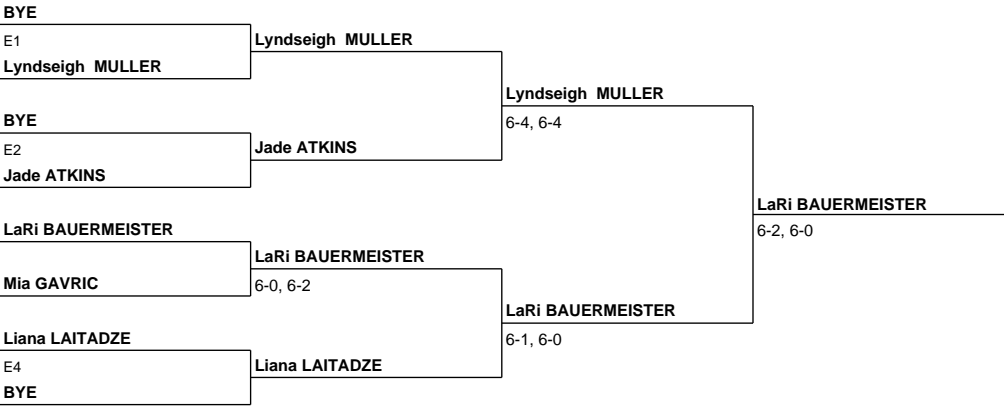 BYE
E1
Lyndseigh MULLER
BYE
E2
Jade ATKINS
LaRi BAUERMEISTER
Mia GAVRIC
Liana LAITADZE
E4
BYE
Lyndseigh MULLER
Jade ATKINS
LaRi BAUERMEISTER
6-0, 6-2
Liana LAITADZE
Lyndseigh MULLER
6-4, 6-4
LaRi BAUERMEISTER
6-1, 6-0
LaRi BAUERMEISTER
6-2, 6-0